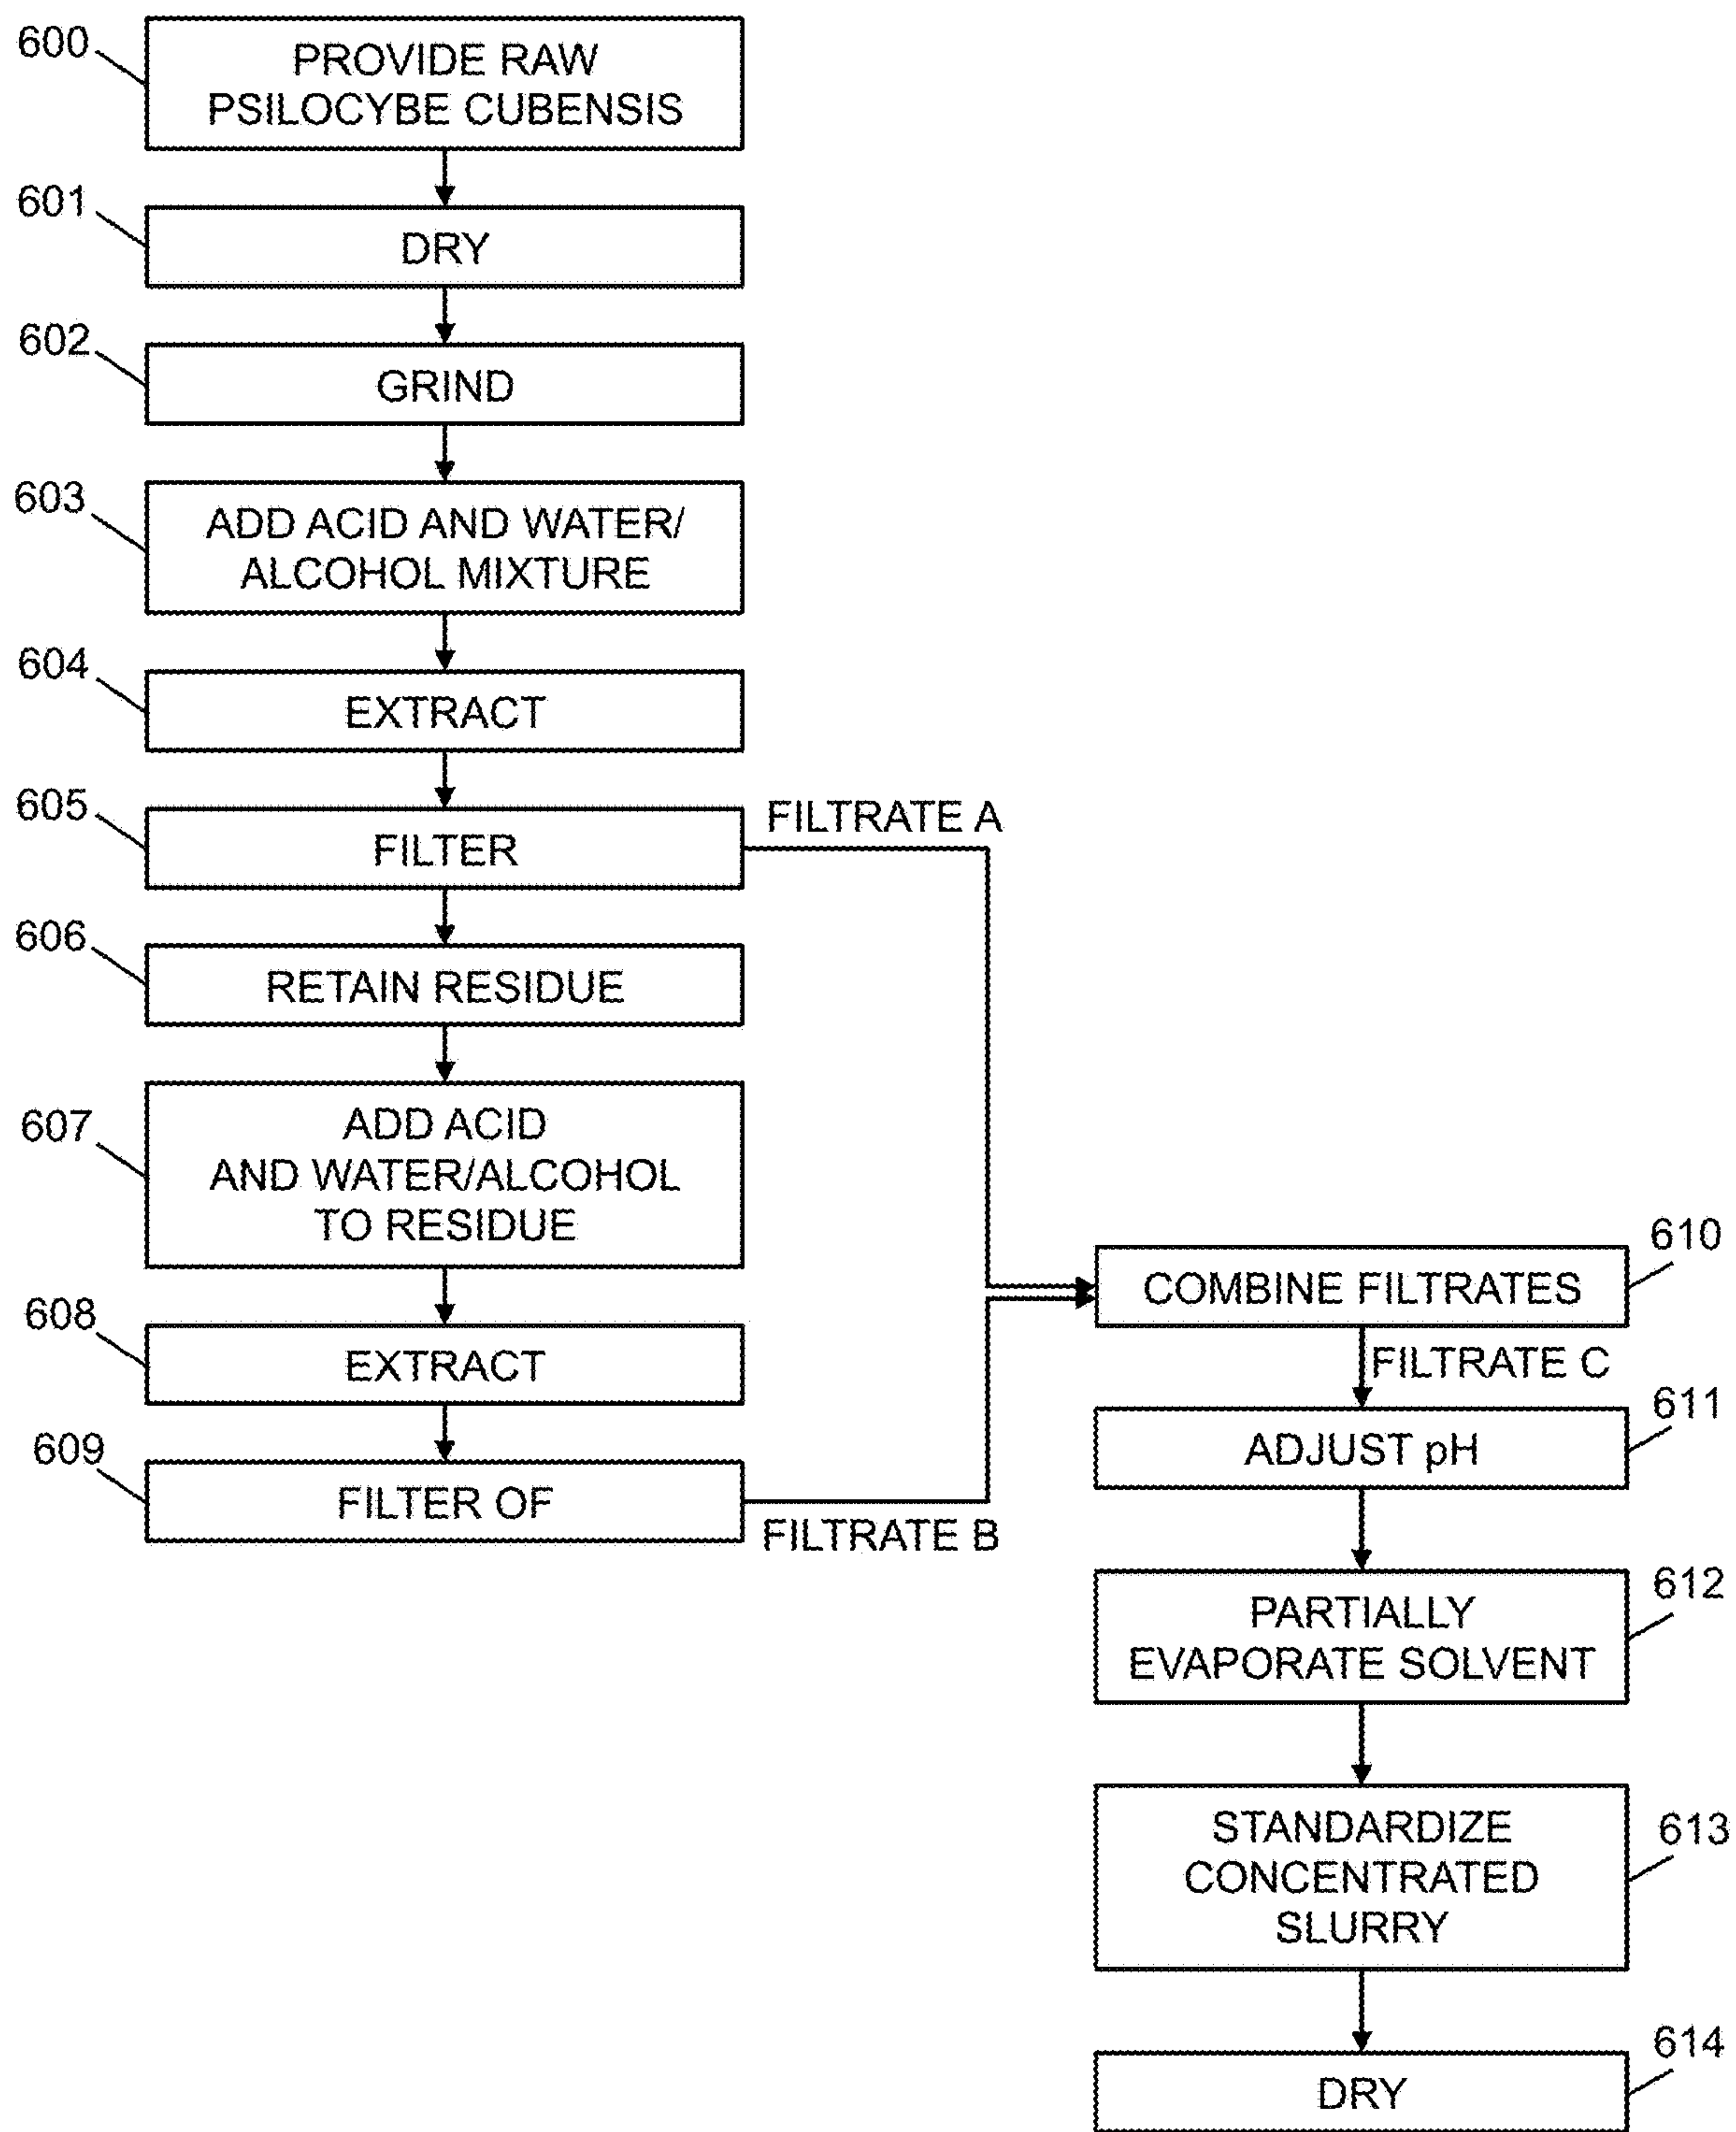 600
PROVIDE RAW
PSILOCYBE CUBENSIS
601
DRY
602
GRIND
603
ADD ACID AND WATER/
ALCOHOL MIXTURE
604
EXTRACT
605
FILTER
FILTRATE A
606
RETAIN RESIDUE
607
ADD ACID
AND WATER/ALCOHOL
TO RESIDUE
608
EXTRACT
609
FILTER OF
FILTRATE B
610
COMBINE FILTRATES
FILTRATE C
611
ADJUST pH
612
PARTIALLY
EVAPORATE SOLVENT
613
STANDARDIZE
CONCENTRATED
SLURRY
614
DRY